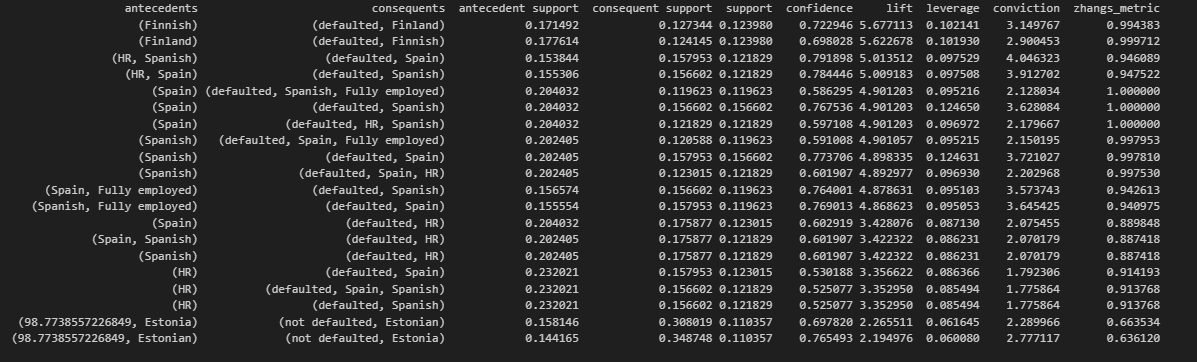 antecedents consequents antecedent support consequent support support confidence lift leverage conviction zhangs_metric
(Finnish) (defaulted, Finland) 0.171492 0.127344 0.123980 0.722946 5.677113 0.102141 3.149767 0.994383
(Finland) (defaulted, Finnish) 0.177614 0.124145 0.123980 0.698028 5.622678 0.101930 2.900453 0.999712
(HR, Spanish) (defaulted, Spain) 0.153844 0.157953 0.121829 0.791898 5.013512 0.097529 4.046323 0.946089
(HR, Spain) (defaulted, Spanish) 0.155306 0.156602 0.121829 0.784446 5.009183 0.097508 3.912702 0.947522
(Spain) (defaulted, Spanish, Fully employed) 0.204032 0.119623 0.119623 0.586295 4.901203 0.095216 2.128034 1.000000
(Spain) (defaulted, Spanish) 0.204032 0.156602 0.156602 0.767536 4.901203 0.124650 3.628084 1.000000
(Spain) (defaulted, HR, Spanish) 0.204032 0.121829 0.121829 0.597108 4.901203 0.096972 2.179667 1.000000
(Spanish) (defaulted, Spain, Fully employed) 0.202405 0.120588 0.119623 0.591008 4.901057 0.095215 2.150195 0.997953
(Spanish) (defaulted, Spain) 0.202405 0.157953 0.156602 0.773706 4.898335 0.124631 3.721027 0.997810
(Spanish) (defaulted, Spain, HR) 0.202405 0.123015 0.121829 0.601907 4.892977 0.096930 2.202968 0.997530
(Spain, Fully employed) (defaulted, Spanish) 0.156574 0.156602 0.119623 0.764001 4.878631 0.095103 3.573743 0.942613
(Spanish, Fully employed) (defaulted, Spain) 0.155554 0.157953 0.119623 0.769013 4.868623 0.095053 3.645425 0.940975
(Spain) (defaulted, HR) 0.204032 0.175877 0.123015 0.602919 3.428076 0.087130 2.075455 0.889848
(Spain, Spanish) (defaulted, HR) 0.202405 0.175877 0.121829 0.601907 3.422322 0.086231 2.070179 0.887418
(Spanish) (defaulted, HR) 0.202405 0.175877 0.121829 0.601907 3.422322 0.086231 2.070179 0.887418
(HR) (defaulted, Spain) 0.232021 0.157953 0.123015 0.530188 3.356622 0.086366 1.792306 0.914193
(HR) (defaulted, Spain, Spanish) 0.232021 0.156602 0.121829 0.525077 3.352950 0.085494 1.775864 0.913768
(HR) (defaulted, Spanish) 0.232021 0.156602 0.121829 0.525077 3.352950 0.085494 1.775864 0.913768
(98.7738557226849, Estonia) (not defaulted, Estonian) 0.158146 0.308019 0.110357 0.697820 2.265511 0.061645 2.289966 0.663534
(98.7738557226849, Estonian) (not defaulted, Estonia) 0.144165 0.348748 0.110357 0.765493 2.194976 0.060080 2.777117 0.636120